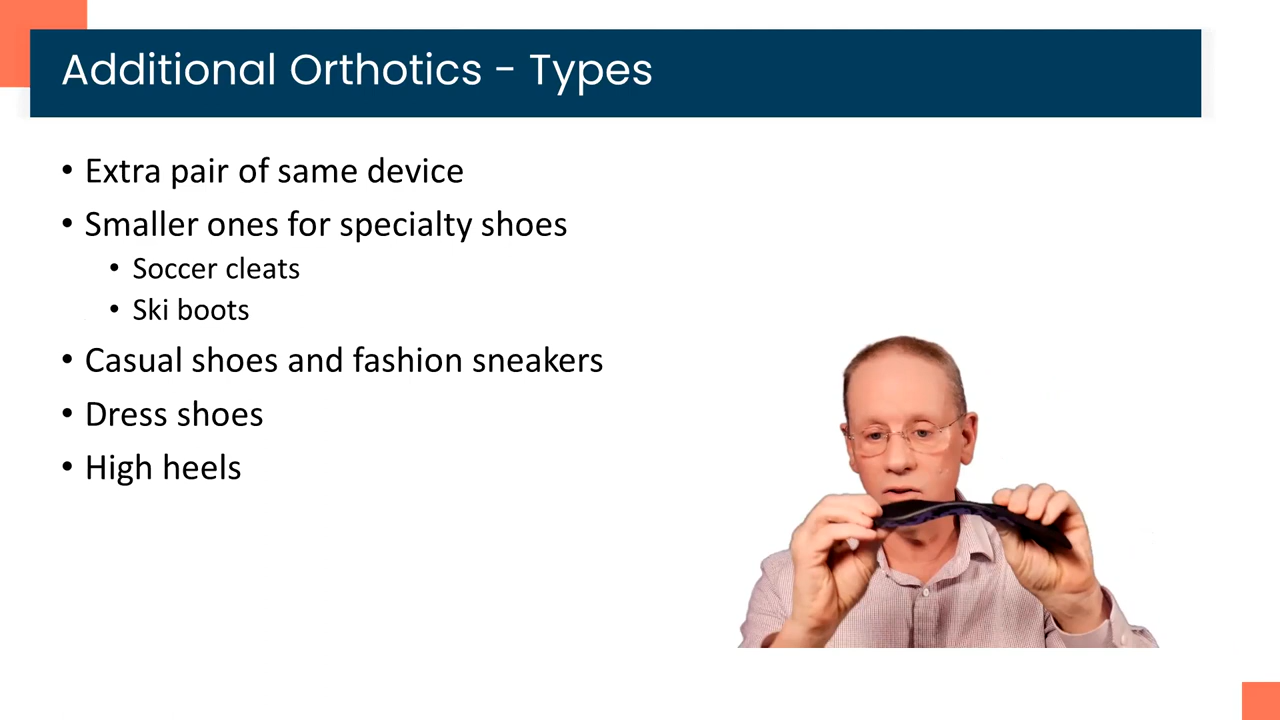 Additional Orthotics - Types
• Extra pair of same device
• Smaller ones for specialty shoes
• Soccer cleats
• Ski boots
• Casual shoes and fashion sneakers
• Dress shoes
• High heels